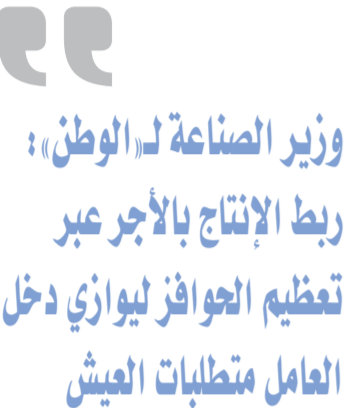 وزير الصناعة لـ«الوطن»:
ربط الإنتاج بالأجر عبر
تعظيم الحوافز ليوازي دخل
العامل متطلبات العيش